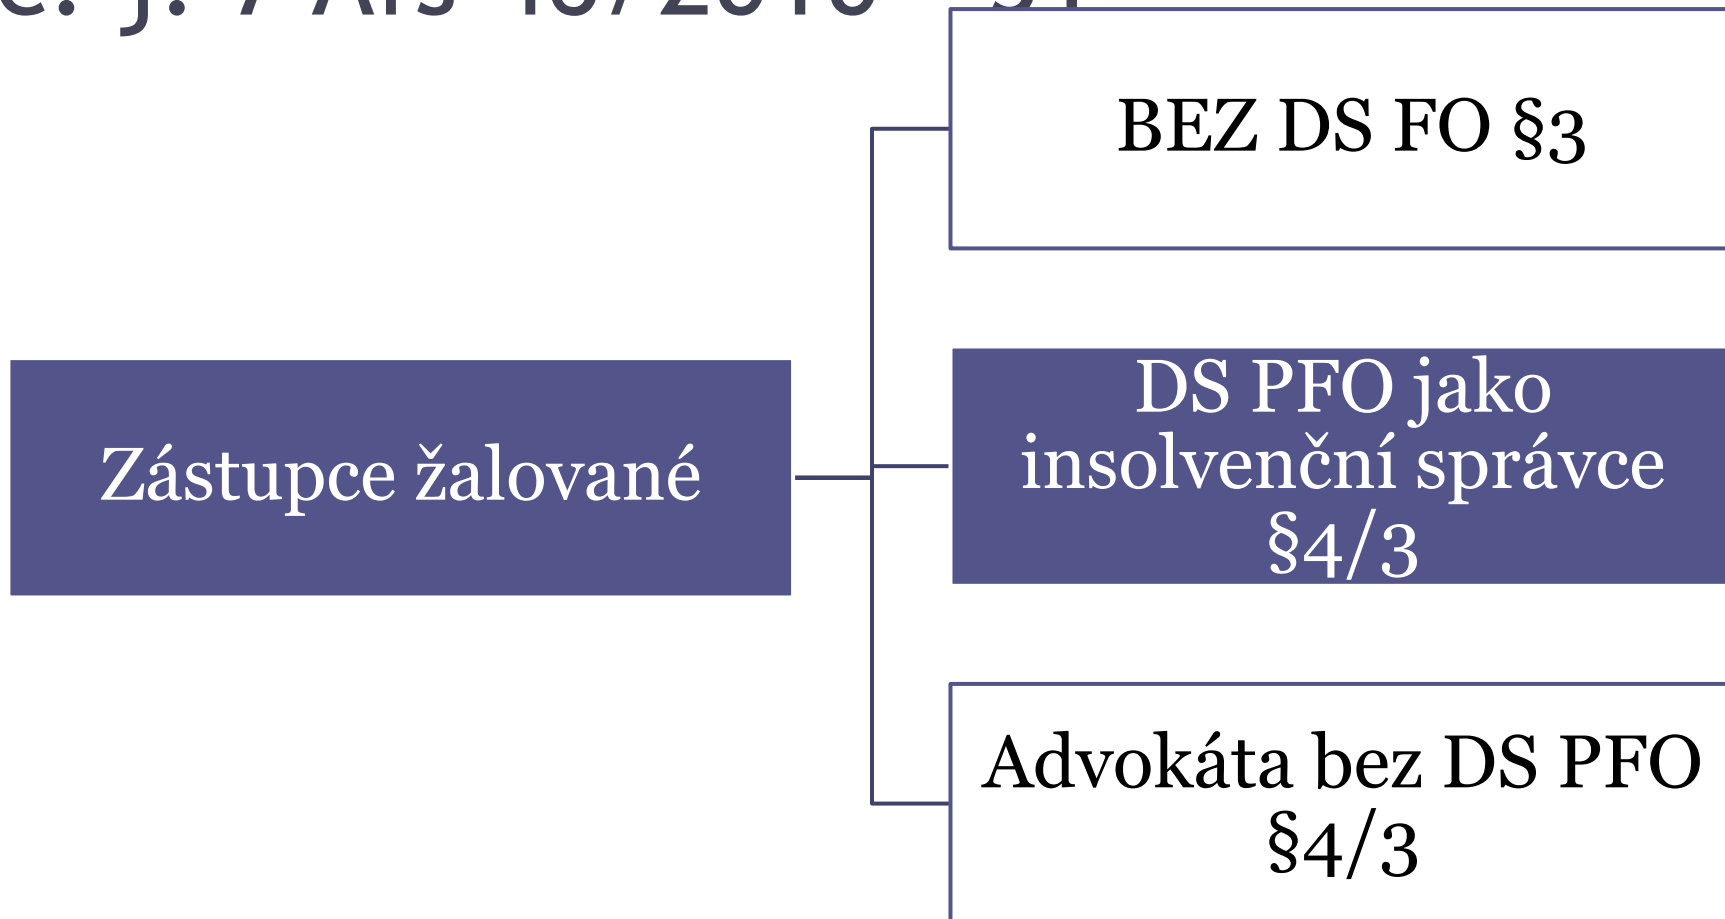 BEZ DS FO §3
Zástupce žalované
DS PFO jako
insolvenční správce
§4/3
Advokáta bez DS PFO
§4/3